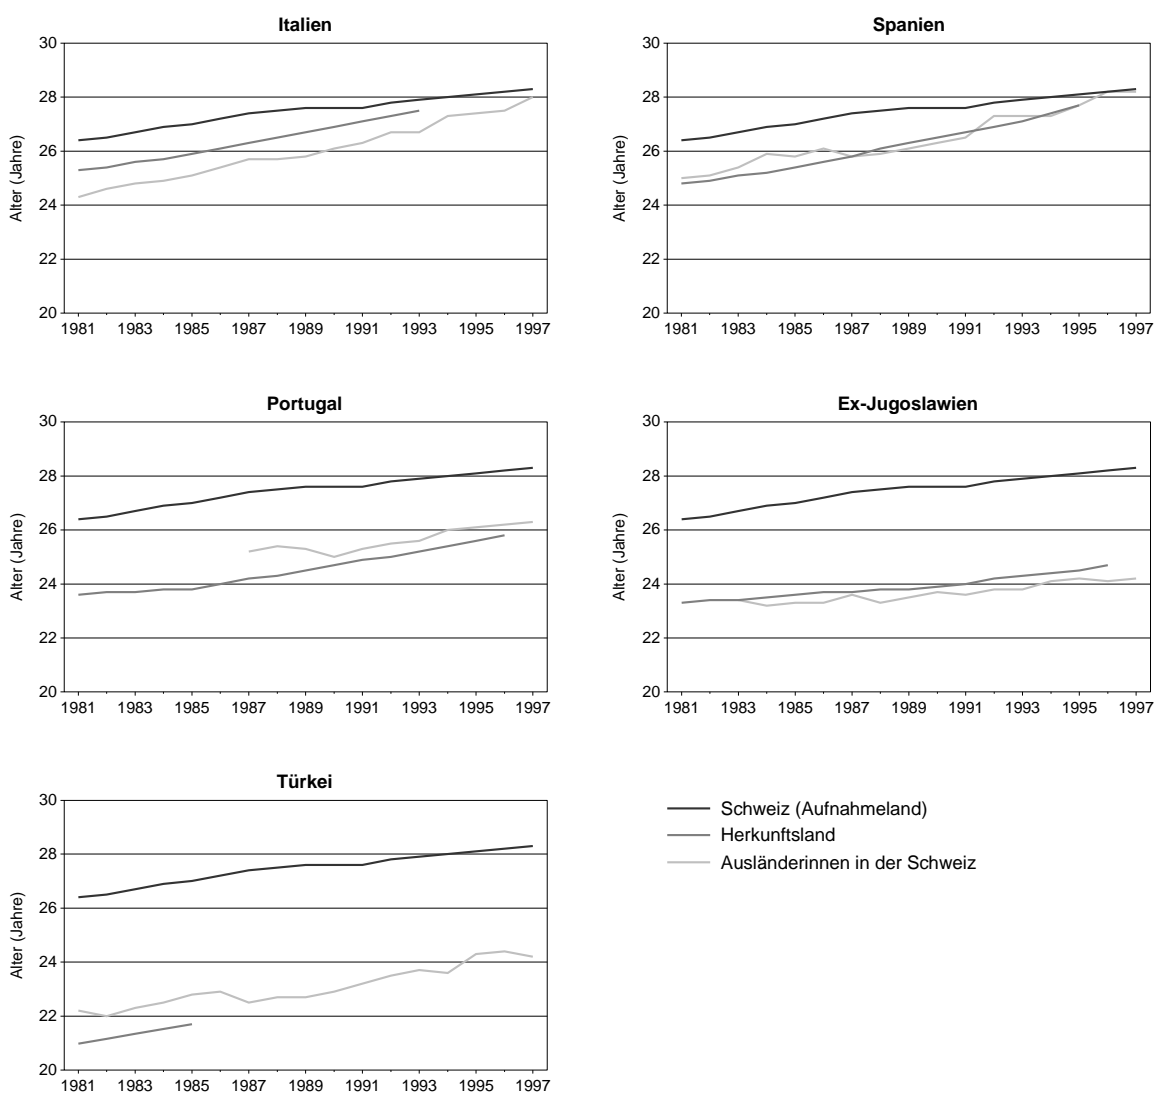 Italien
30
28
26
24
22
20
Alter (Jahre)
1981 1983 1985 1987 1989 1991 1993 1995 1997
Spanien
30
28
26
24
22
20
Alter (Jahre)
1981 1983 1985 1987 1989 1991 1993 1995 1997
Portugal
30
28
26
24
22
20
Alter (Jahre)
1981 1983 1985 1987 1989 1991 1993 1995 1997
Ex-Jugoslawien
30
28
26
24
22
20
Alter (Jahre)
1981 1983 1985 1987 1989 1991 1993 1995 1997
Türkei
30
28
26
24
22
20
Alter (Jahre)
1981 1983 1985 1987 1989 1991 1993 1995 1997
Schweiz (Aufnahmeland)
Herkunftsland
Ausländerinnen in der Schweiz